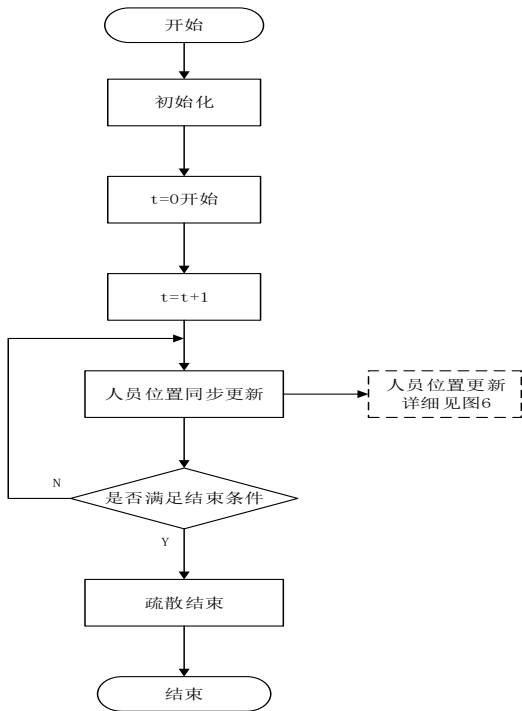 开始
初始化
t=0开始
t=t+1
人员位置同步更新
人员位置更新
详细见图6
是否满足结束条件
N
Y
疏散结束
结束